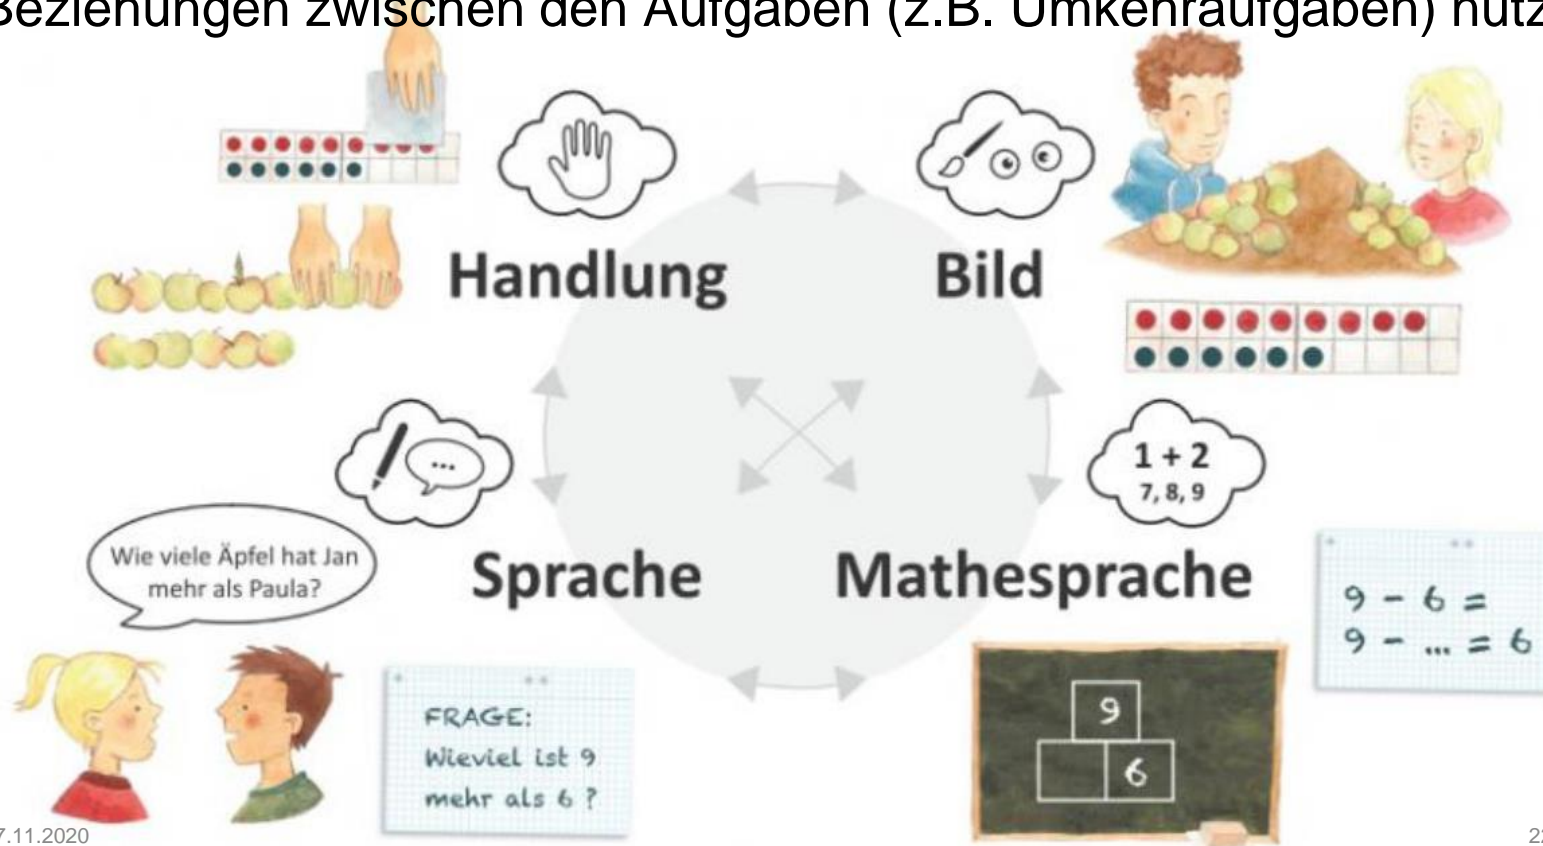 Beziehungen zwischen den Aufgaben (z.B. Umkehraufgaben) nutz
Handlung
Bild
1 + 2
7, 8, 9
...
Wie viele Äpfel hat Jan
mehr als Paula?
Sprache
Mathesprache
9 - 6 =
9 - ... = 6
FRAGE:
Wieviel ist 9
mehr als 6 ?
9
6
7.11.2020
22